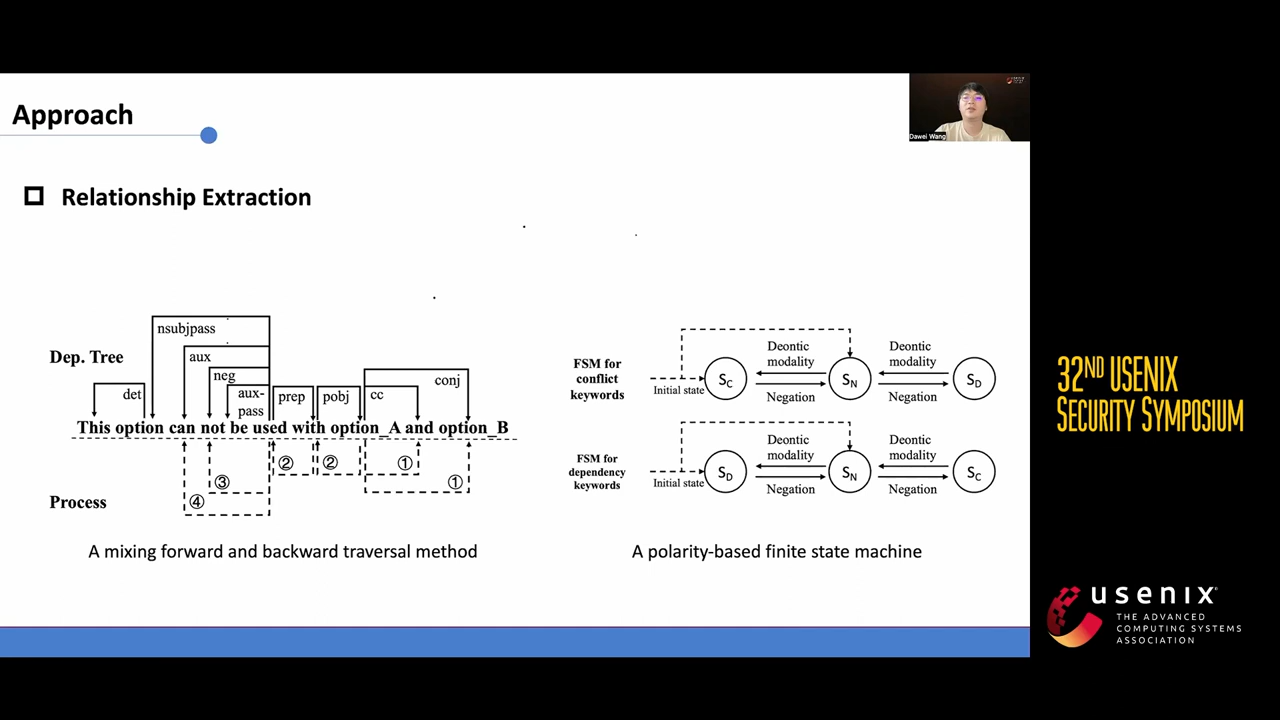 Approach
Dawei Wang
Relationship Extraction
Dep. Tree
nsubjpass
aux
neg
det
aux-
pass
prep
pobj
cc
conj
This option can not be used with option_A and option_B
Process
④
③
②
②
①
①
A mixing forward and backward traversal method
FSM for
conflict
keywords
Initial state
S_C
Deontic
modality
Negation
S_N
Deontic
modality
Negation
S_D
FSM for
dependency
keywords
Initial state
S_D
Deontic
modality
Negation
S_N
Deontic
modality
Negation
S_C
A polarity-based finite state machine
32ND USENIX
SECURITY SYMPOSIUM
usenix
THE ADVANCED
COMPUTING SYSTEMS
ASSOCIATION